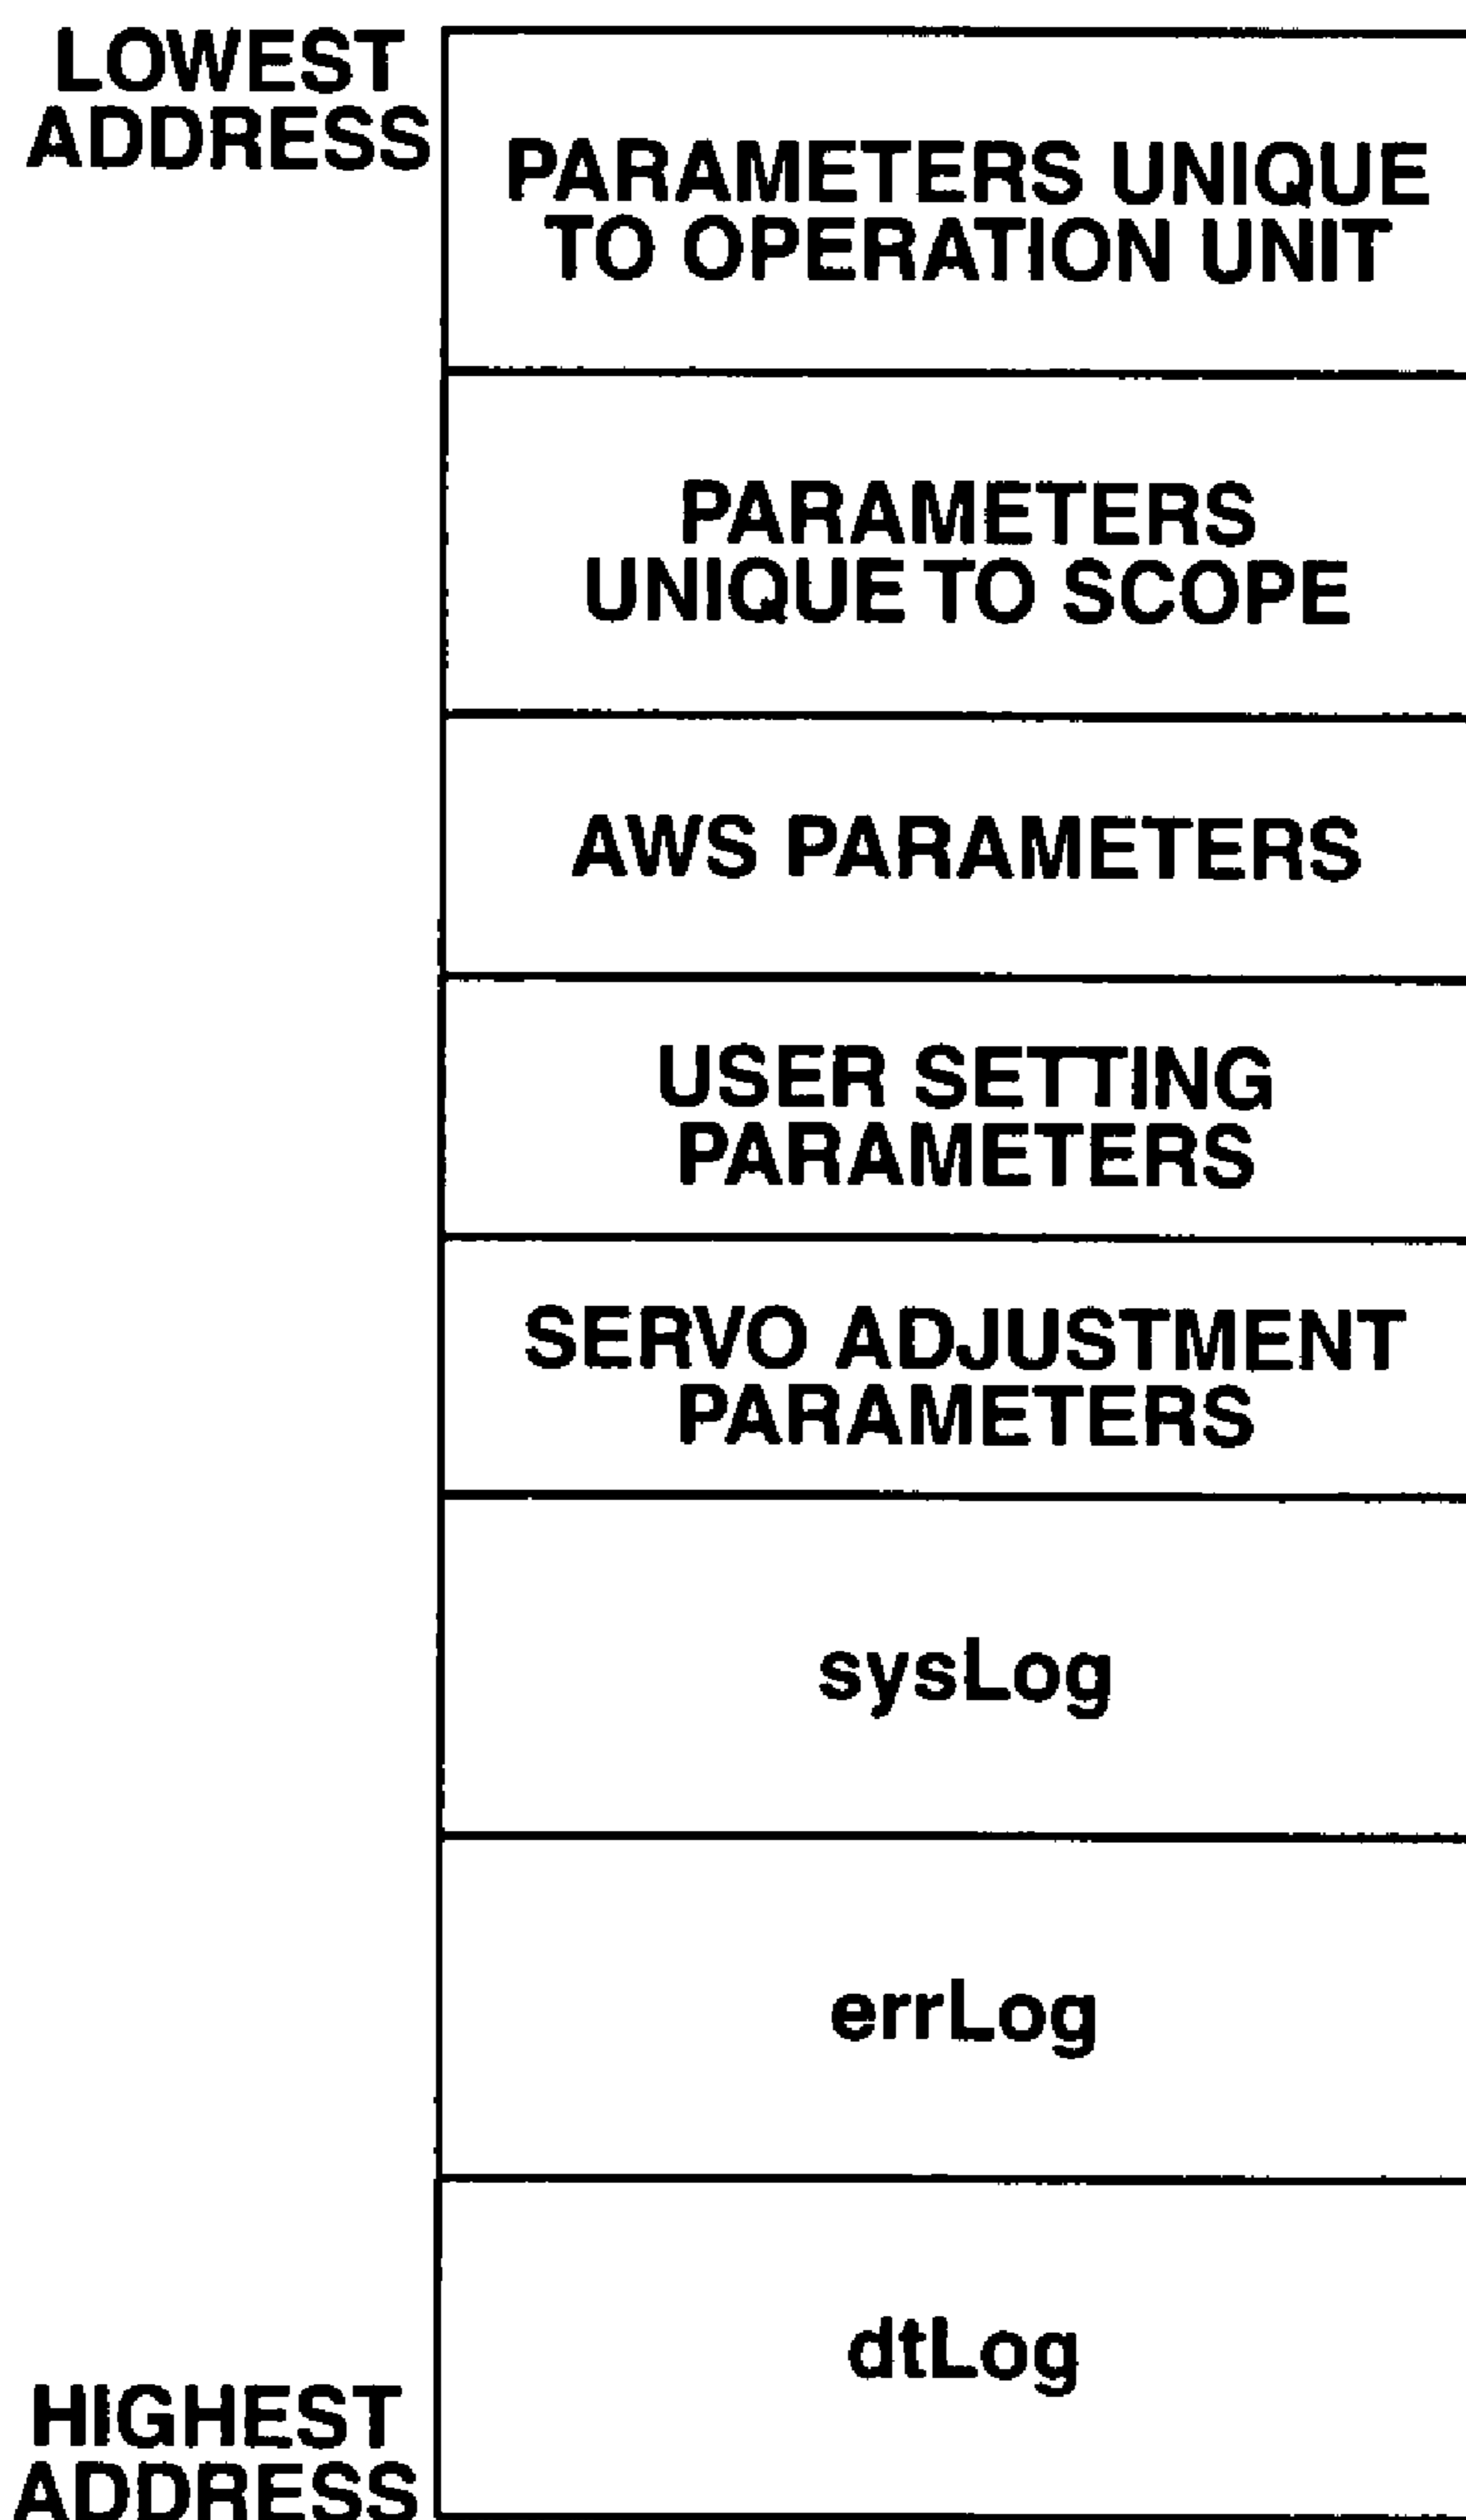 LOWEST
ADDRESS
PARAMETERS UNIQUE
TO OPERATION UNIT
PARAMETERS
UNIQUE TO SCOPE
AWS PARAMETERS
USER SETTING
PARAMETERS
SERVO ADJUSTMENT
PARAMETERS
sysLog
errLog
dtLog
HIGHEST
ADDRESS